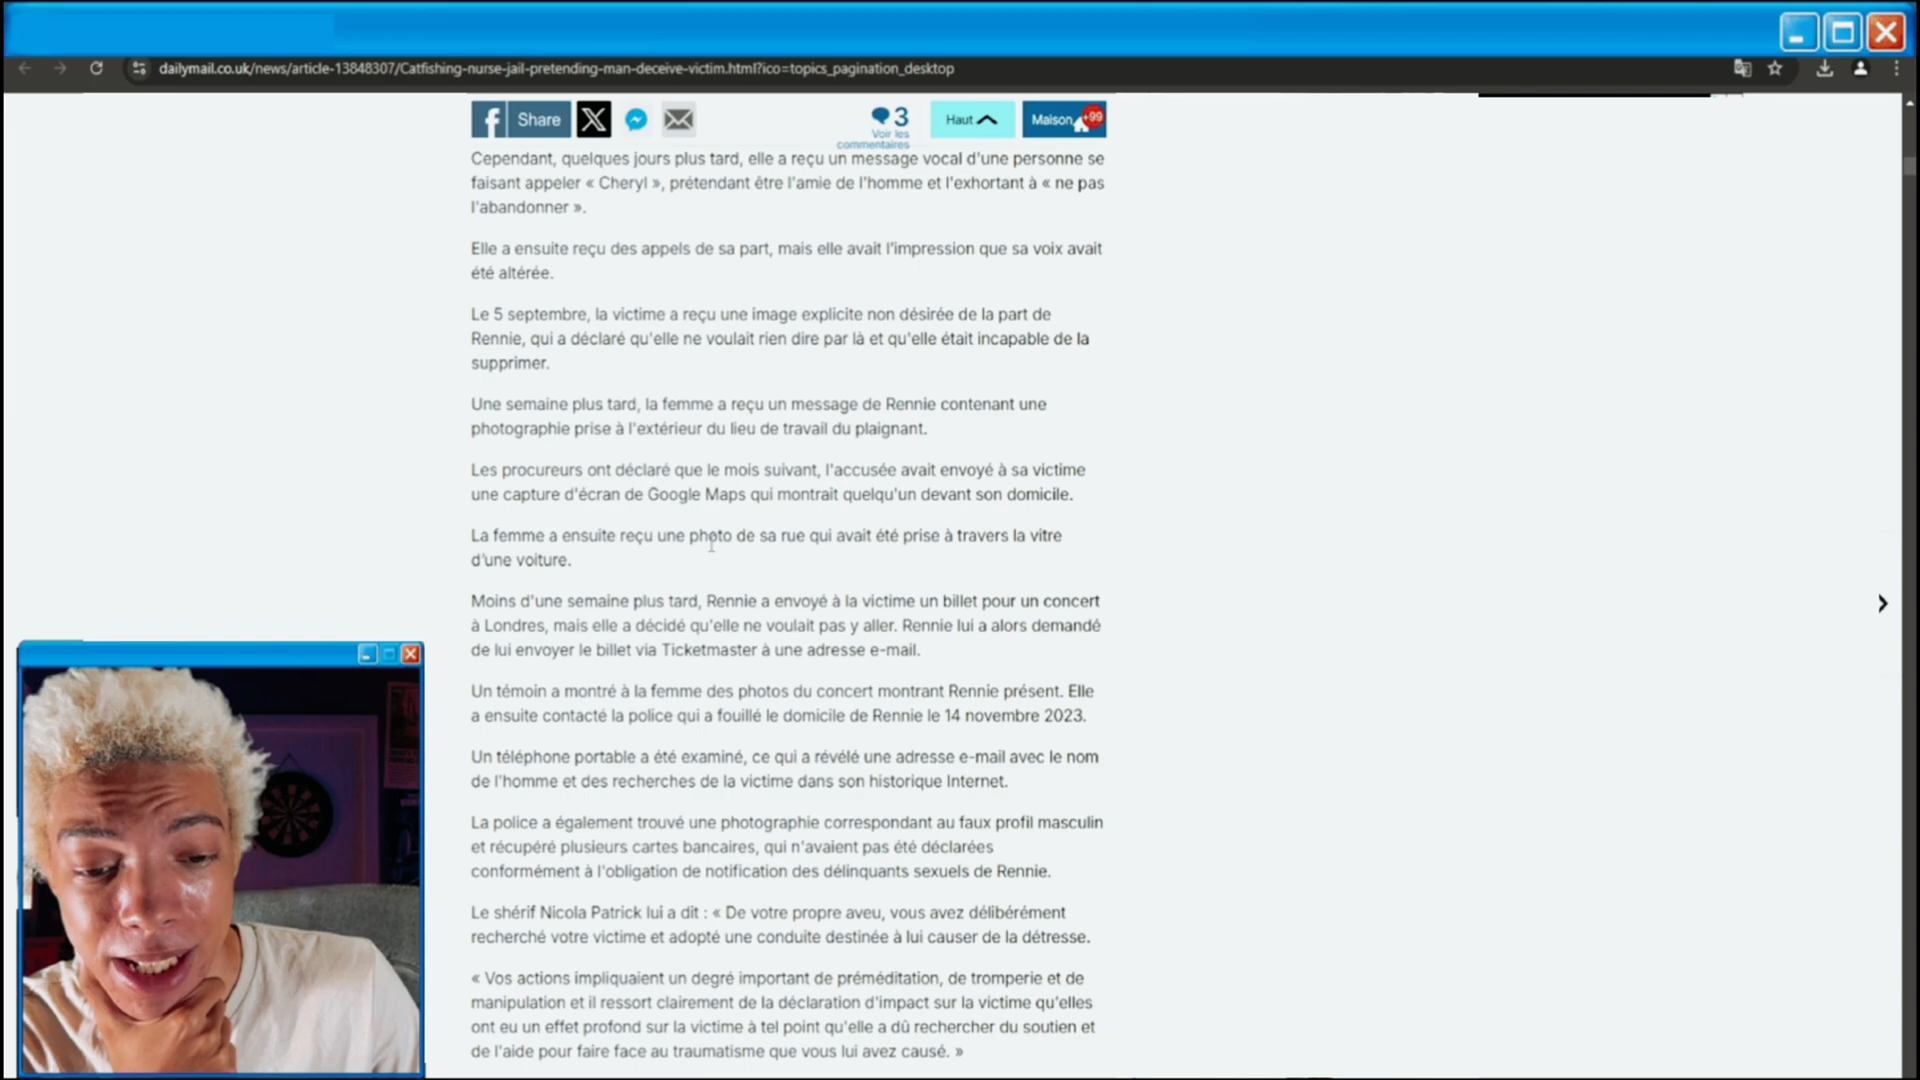 dailymail.co.uk/news/article-13848307/Catfishing-nurse-jail-pretending-man-deceive-victim.html?ico=topics_pagination_desktop
Share
3
Voir les
commentaires
Haut
Maison
+99
Cependant, quelques jours plus tard, elle a reçu un message vocal d'une personne se
faisant appeler « Cheryl », prétendant être l'amie de l'homme et l'exhortant à « ne pas
l'abandonner ».
Elle a ensuite reçu des appels de sa part, mais elle avait l'impression que sa voix avait
été altérée.
Le 5 septembre, la victime a reçu une image explicite non désirée de la part de
Rennie, qui a déclaré qu'elle ne voulait rien dire par là et qu'elle était incapable de la
supprimer.
Une semaine plus tard, la femme a reçu un message de Rennie contenant une
photographie prise à l'extérieur du lieu de travail du plaignant.
Les procureurs ont déclaré que le mois suivant, l'accusée avait envoyé à sa victime
une capture d'écran de Google Maps qui montrait quelqu'un devant son domicile.
La femme a ensuite reçu une photo de sa rue qui avait été prise à travers la vitre
d'une voiture.
Moins d'une semaine plus tard, Rennie a envoyé à la victime un billet pour un concert
à Londres, mais elle a décidé qu'elle ne voulait pas y aller. Rennie lui a alors demandé
de lui envoyer le billet via Ticketmaster à une adresse e-mail.
Un témoin a montré à la femme des photos du concert montrant Rennie présent. Elle
a ensuite contacté la police qui a fouillé le domicile de Rennie le 14 novembre 2023.
Un téléphone portable a été examiné, ce qui a révélé une adresse e-mail avec le nom
de l'homme et des recherches de la victime dans son historique Internet.
La police a également trouvé une photographie correspondant au faux profil masculin
et récupéré plusieurs cartes bancaires, qui n'avaient pas été déclarées
conformément à l'obligation de notification des délinquants sexuels de Rennie.
Le shérif Nicola Patrick lui a dit : « De votre propre aveu, vous avez délibérément
recherché votre victime et adopté une conduite destinée à lui causer de la détresse.
« Vos actions impliquaient un degré important de préméditation, de tromperie et de
manipulation et il ressort clairement de la déclaration d'impact sur la victime qu'elles
ont eu un effet profond sur la victime à tel point qu'elle a dû rechercher du soutien et
de l'aide pour faire face au traumatisme que vous lui avez causé. »